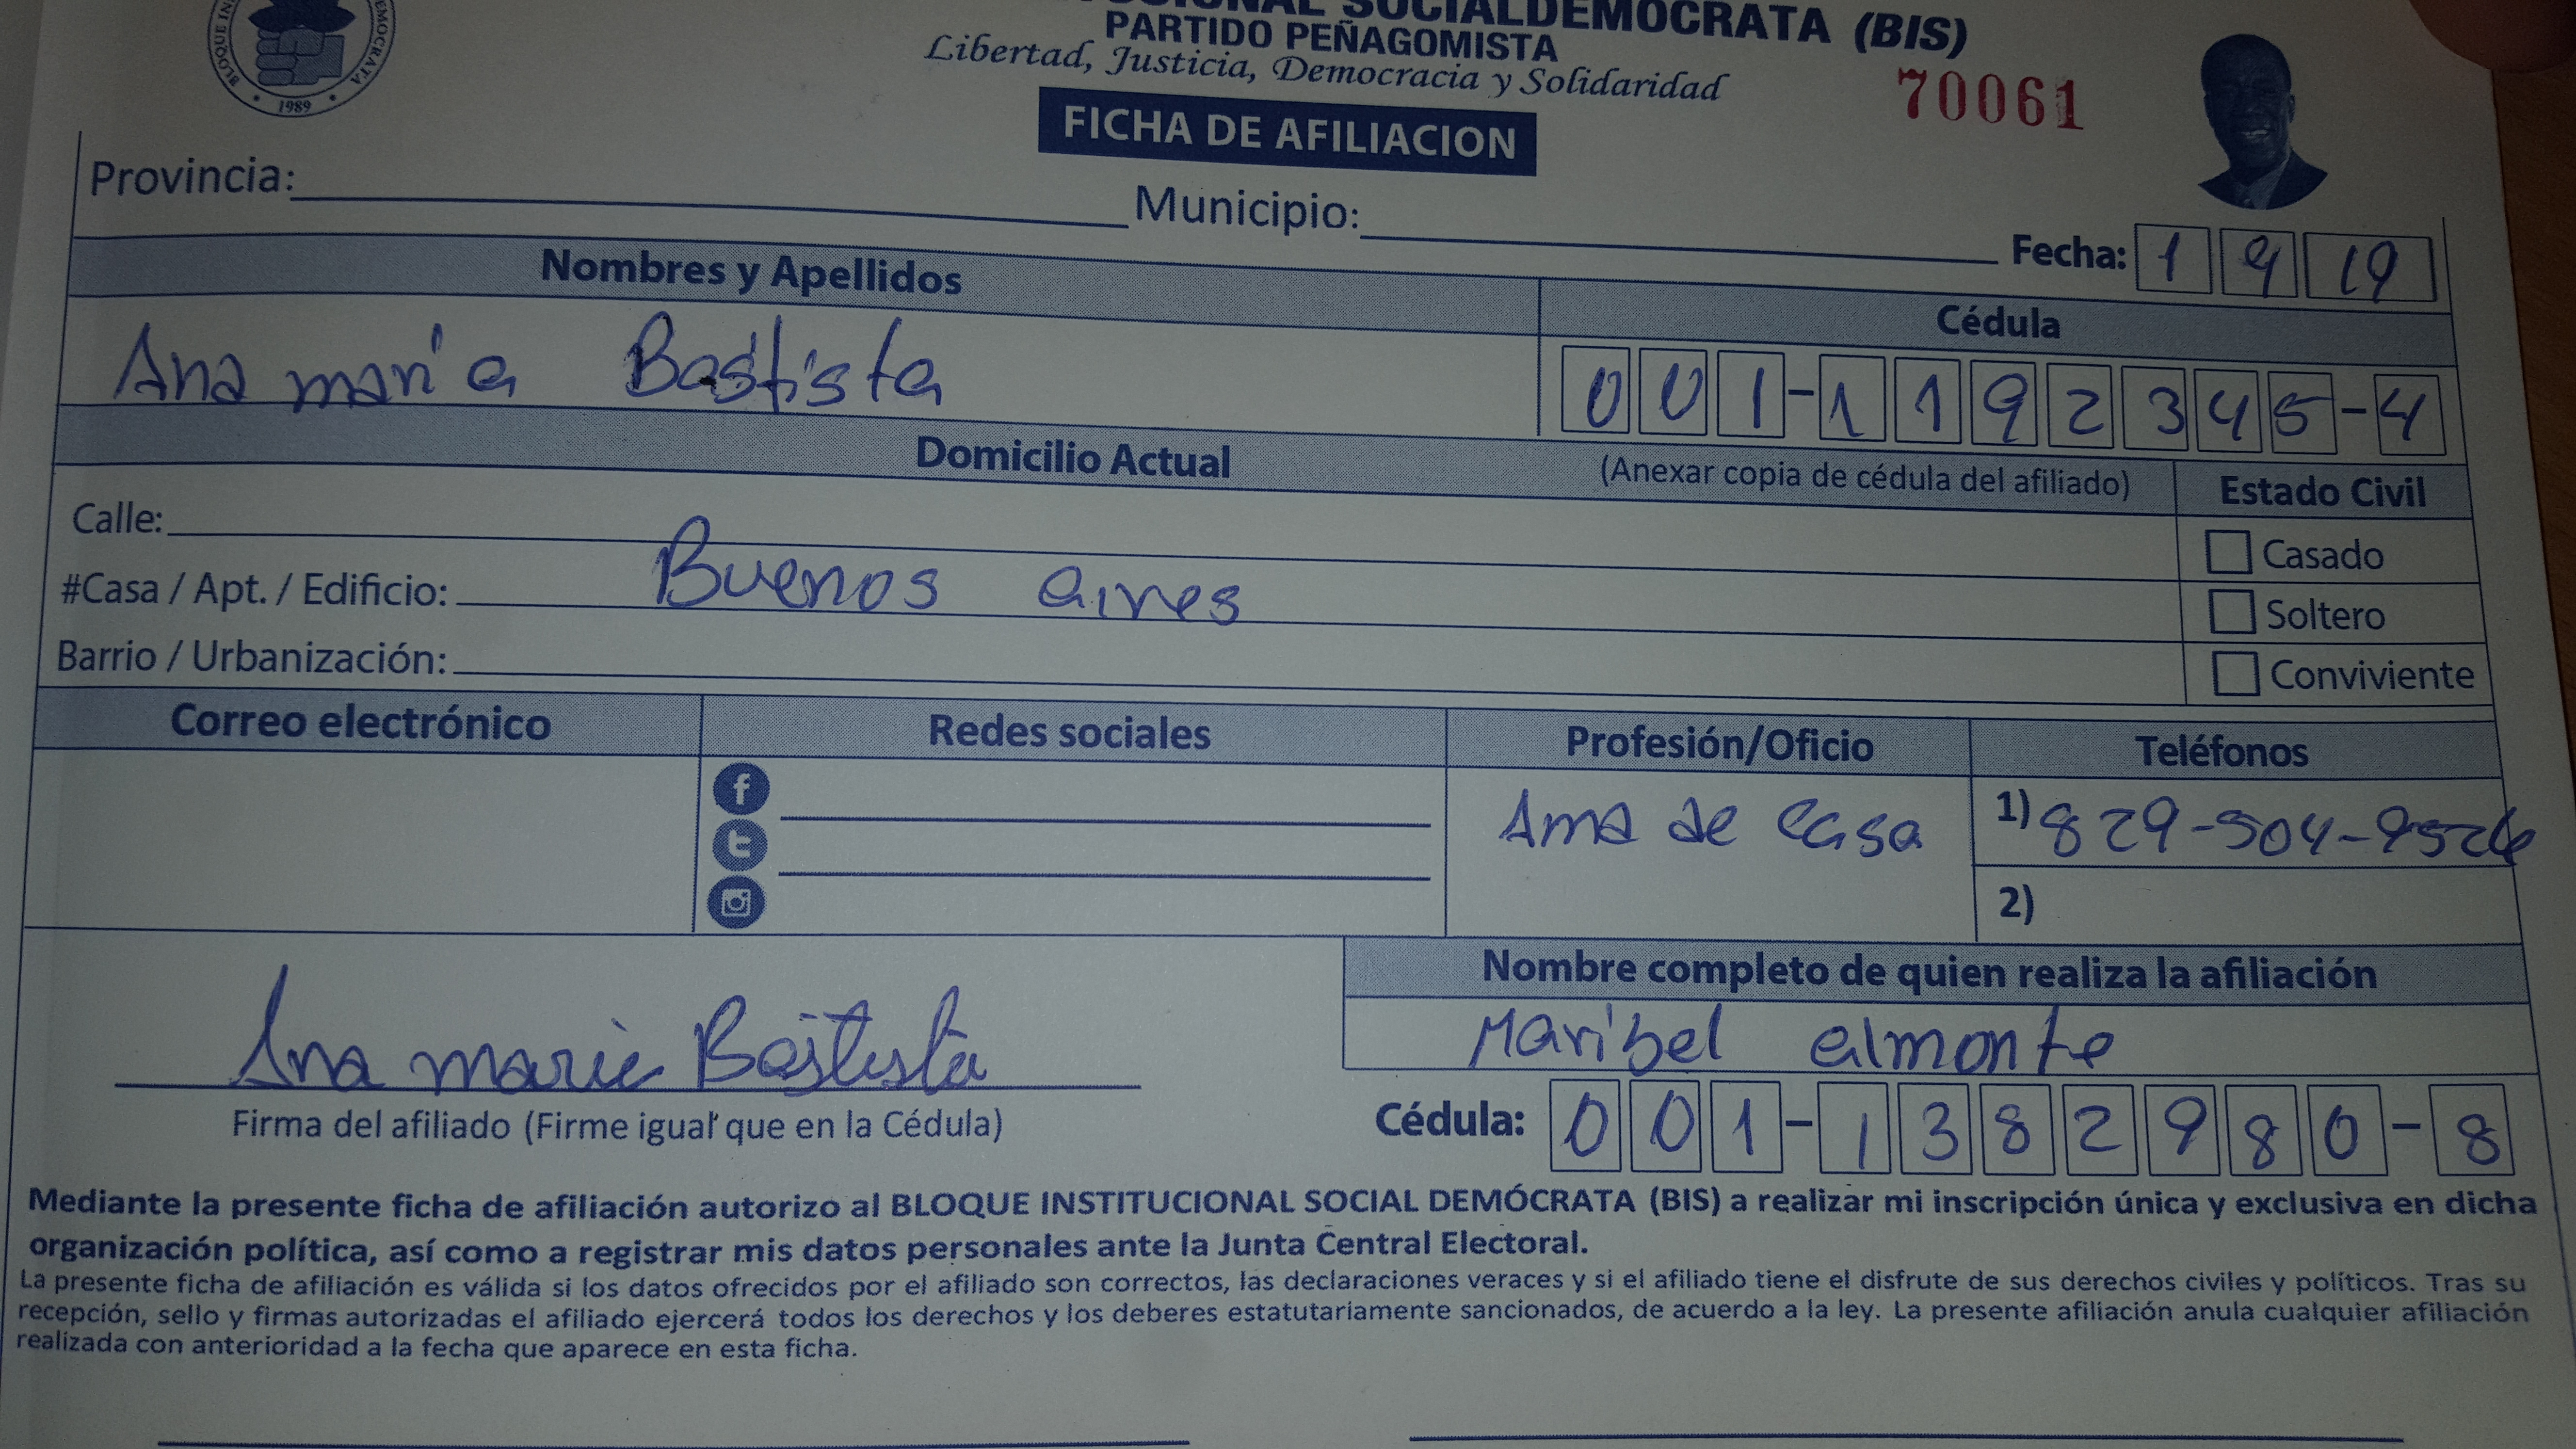 SOCIALDEMOCRATA (BIS)
PARTIDO PEÑAGOMISTA
Libertad, Justicia, Democracia y Solidaridad
1989
70061
FICHA DE AFILIACION
Provincia: Municipio: Fecha: 1 9 19
Nombres y Apellidos Cédula
Ana maria Bastista 001-1192345-4
Domicilio Actual (Anexar copia de cédula del afiliado) Estado Civil
Calle: Casado
#Casa / Apt. / Edificio: Buenos aires Soltero
Barrio / Urbanización: Conviviente
Correo electrónico Redes sociales Profesión/Oficio Teléfonos
Ama de casa 1) 829-504-9526
2)
Nombre completo de quien realiza la afiliación
Ana maria Bastista Maribel almonte
Firma del afiliado (Firme igual que en la Cédula) Cédula: 001-1382980-8
Mediante la presente ficha de afiliación autorizo al BLOQUE INSTITUCIONAL SOCIAL DEMÓCRATA (BIS) a realizar mi inscripción única y exclusiva en dicha
organización política, así como a registrar mis datos personales ante la Junta Central Electoral.
La presente ficha de afiliación es válida si los datos ofrecidos por el afiliado son correctos, las declaraciones veraces y si el afiliado tiene el disfrute de sus derechos civiles y políticos. Tras su
recepción, sello y firmas autorizadas el afiliado ejercerá todos los derechos y los deberes estatutariamente sancionados, de acuerdo a la ley. La presente afiliación anula cualquier afiliación
realizada con anterioridad a la fecha que aparece en esta ficha.